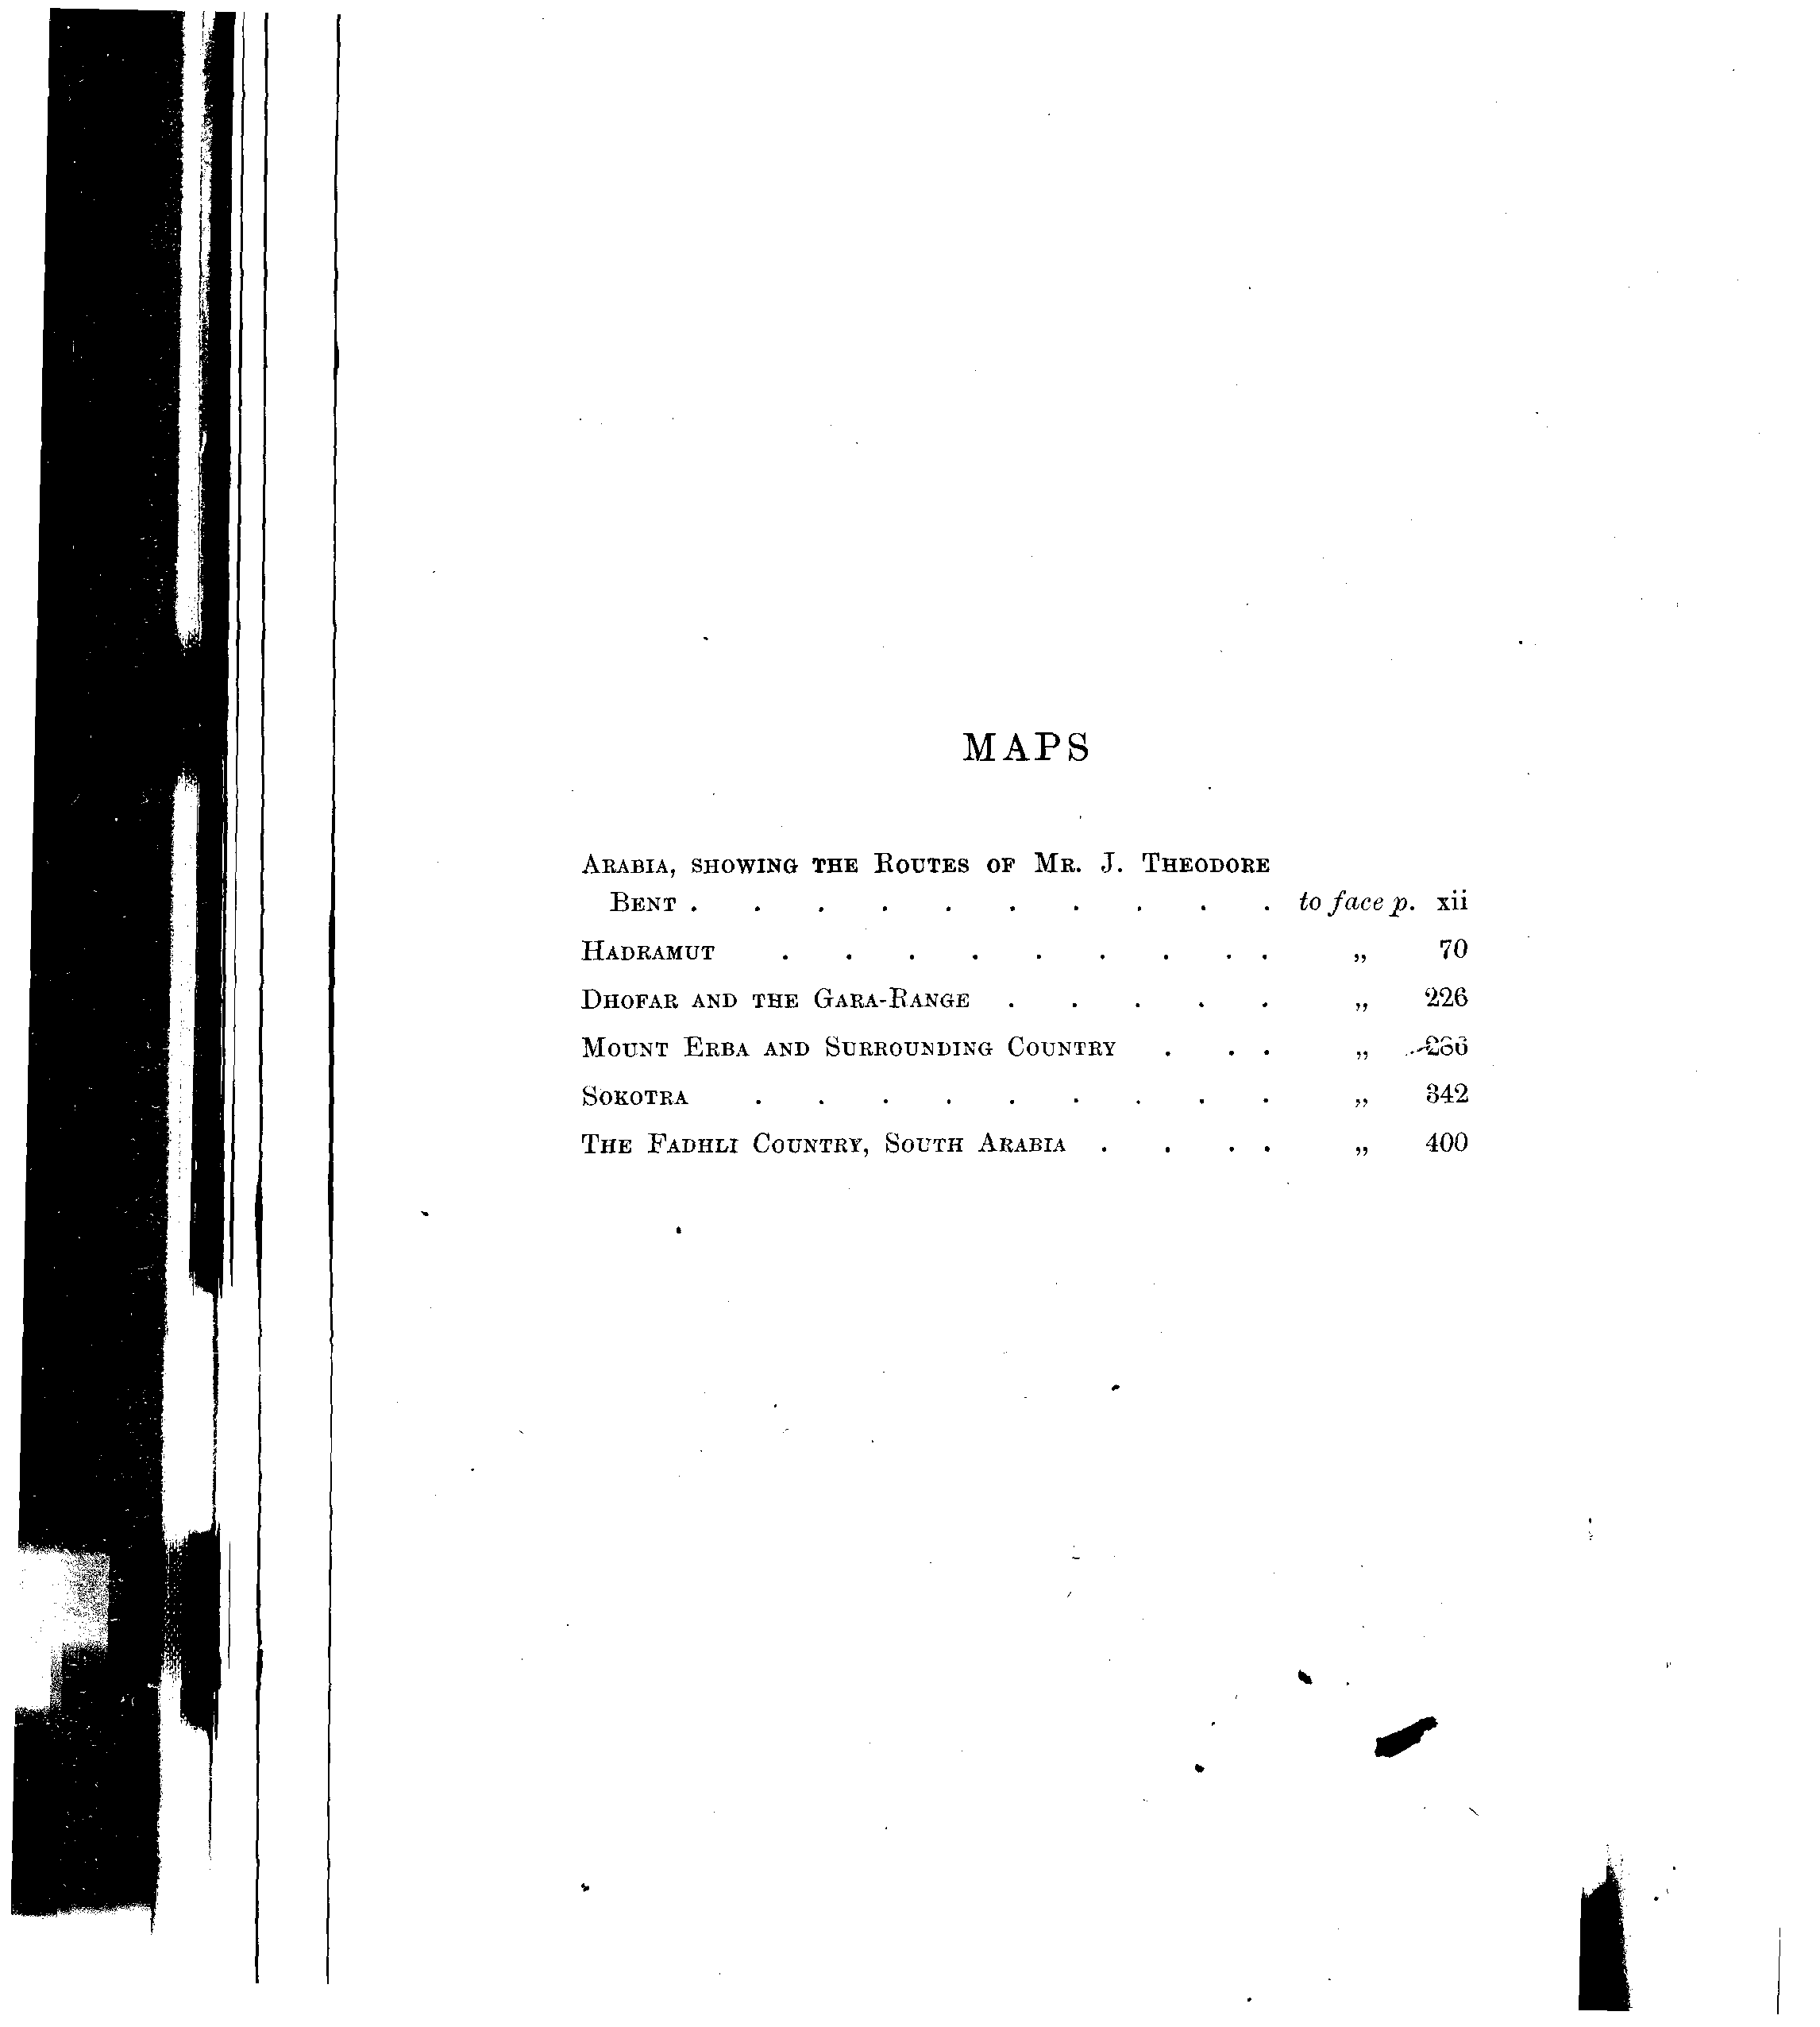 MAPS
ARABIA, SHOWING THE ROUTES OF MR. J. THEODORE
BENT . . . . . . . . . . to face p. xii
HADRAMUT . . . . . . . . . „ 70
DHOFAR AND THE GARA-RANGE . . . . . „ 226
MOUNT ERBA AND SURROUNDING COUNTRY . . . „
SOKOTRA . . . . . . . . . „ 342
THE FADHLI COUNTRY, SOUTH ARABIA . . . . „ 400